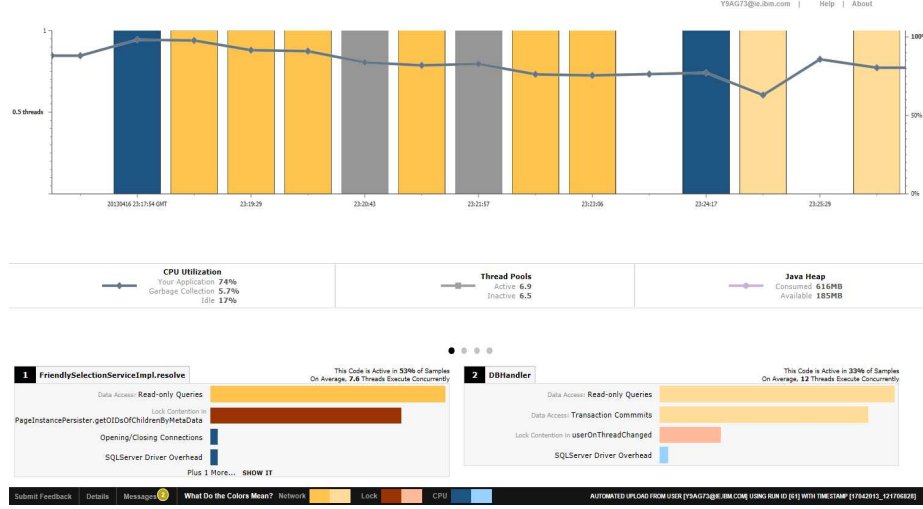 Y9AG73@ie.ibm.com | Help | About
1
100%
0.5 threads
50%
0%
20130416 23:17:54 GMT 23:19:29 23:20:43 23:21:57 23:23:06 23:24:17 23:25:29
CPU Utilization
Your Application 74%
Garbage Collection 5.7%
Idle 17%
Thread Pools
Active 6.9
Inactive 6.5
Java Heap
Consumed 616MB
Available 185MB
1 FriendlySelectionServiceImpl.resolve
This Code is Active in 53% of Samples
On Average, 7.6 Threads Execute Concurrently
Data Access: Read-only Queries
Lock Contention in
PageInstancePersister.getOIDsOfChildrenByMetaData
Opening/Closing Connections
SQLServer Driver Overhead
Plus 1 More... SHOW IT
2 DBHandler
This Code is Active in 33% of Samples
On Average, 12 Threads Execute Concurrently
Data Access: Read-only Queries
Data Access: Transaction Commmits
Lock Contention in userOnThreadChanged
SQLServer Driver Overhead
Submit Feedback Details Messages 2 What Do the Colors Mean? Network Lock CPU AUTOMATED UPLOAD FROM USER [Y9AG73@IE.IBM.COM] USING RUN ID [61] WITH TIMESTAMP [17042013_121706828]